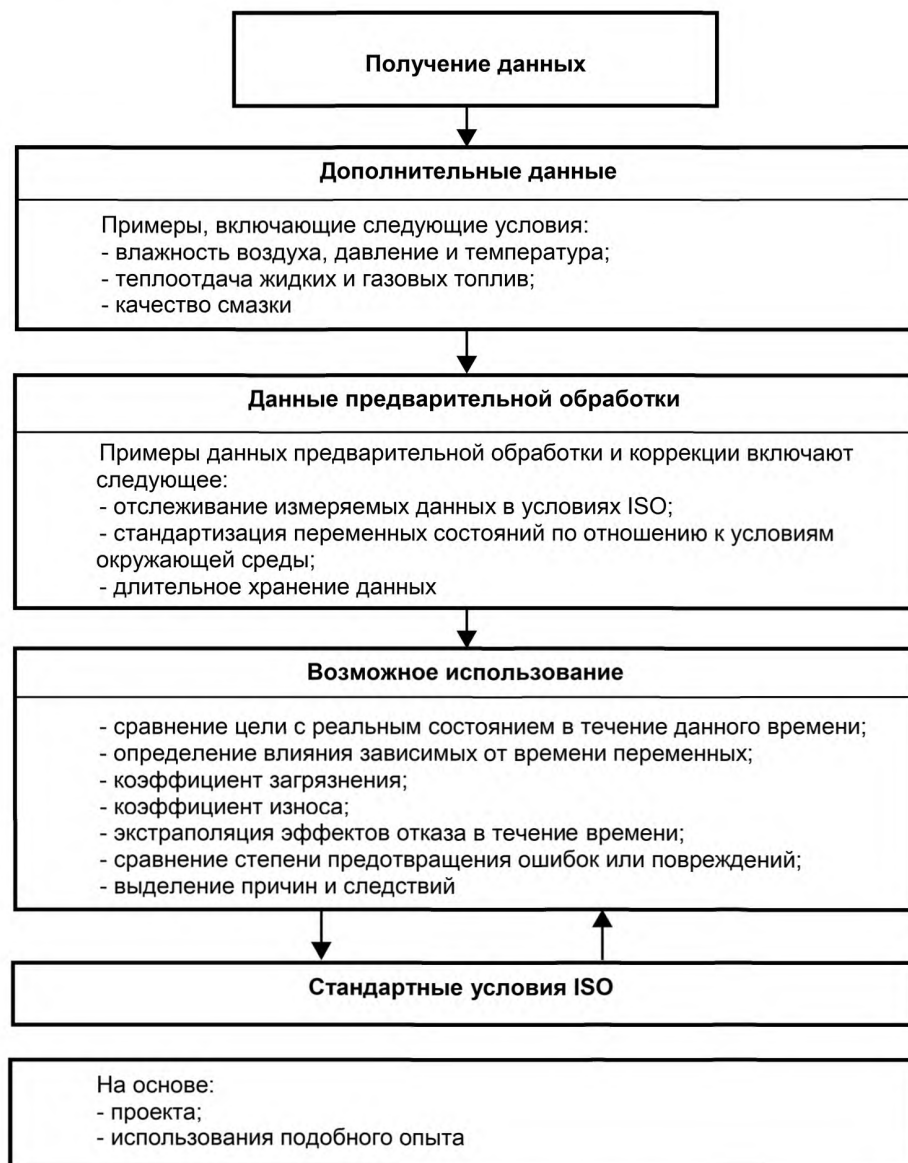 Получение данных
Дополнительные данные
Примеры, включающие следующие условия:
- влажность воздуха, давление и температура;
- теплоотдача жидких и газовых топлив;
- качество смазки
Данные предварительной обработки
Примеры данных предварительной обработки и коррекции включают
следующее:
- отслеживание измеряемых данных в условиях ISO;
- стандартизация переменных состояний по отношению к условиям
окружающей среды;
- длительное хранение данных
Возможное использование
- сравнение цели с реальным состоянием в течение данного времени;
- определение влияния зависимых от времени переменных;
- коэффициент загрязнения;
- коэффициент износа;
- экстраполяция эффектов отказа в течение времени;
- сравнение степени предотвращения ошибок или повреждений;
- выделение причин и следствий
Стандартные условия ISO
На основе:
- проекта;
- использования подобного опыта